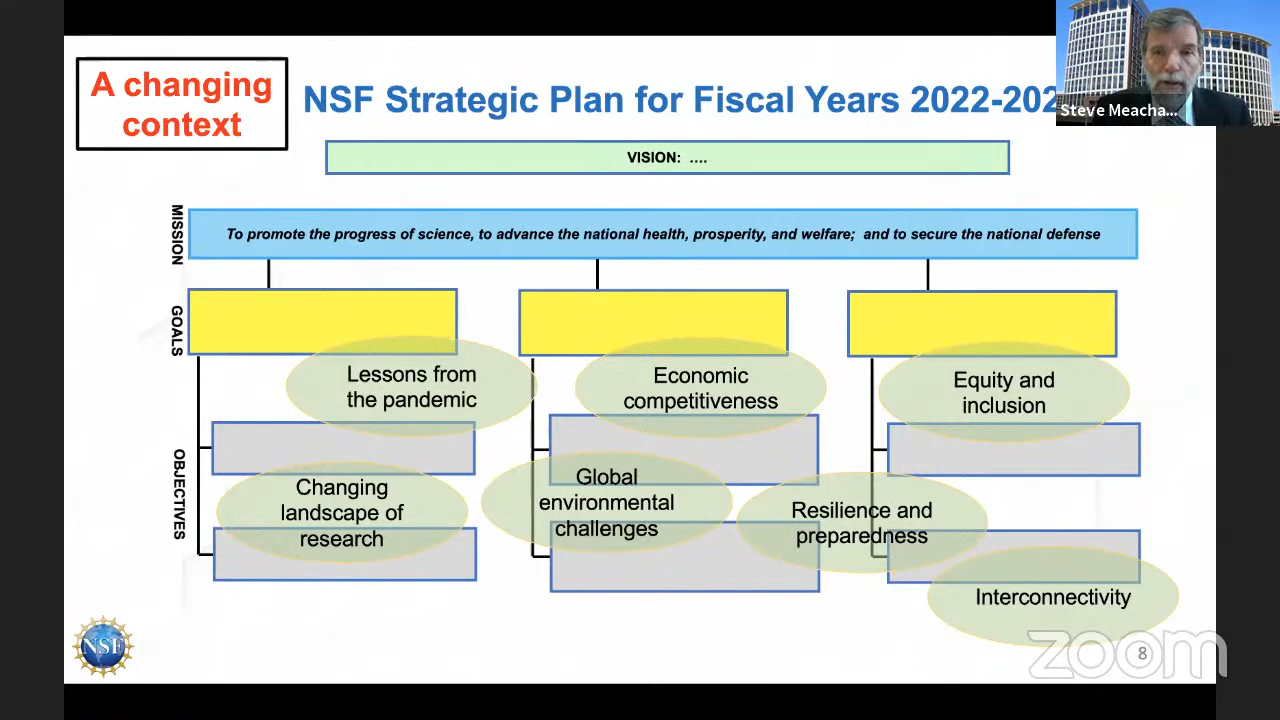 A changing
context
NSF Strategic Plan for Fiscal Years 2022-202
Steve Meacha...
VISION: ....
MISSION
To promote the progress of science, to advance the national health, prosperity, and welfare; and to secure the national defense
GOALS
Lessons from
the pandemic
Economic
competitiveness
Equity and
inclusion
OBJECTIVES
Changing
landscape of
research
Global
environmental
challenges
Resilience and
preparedness
Interconnectivity
NSF
zoom
8